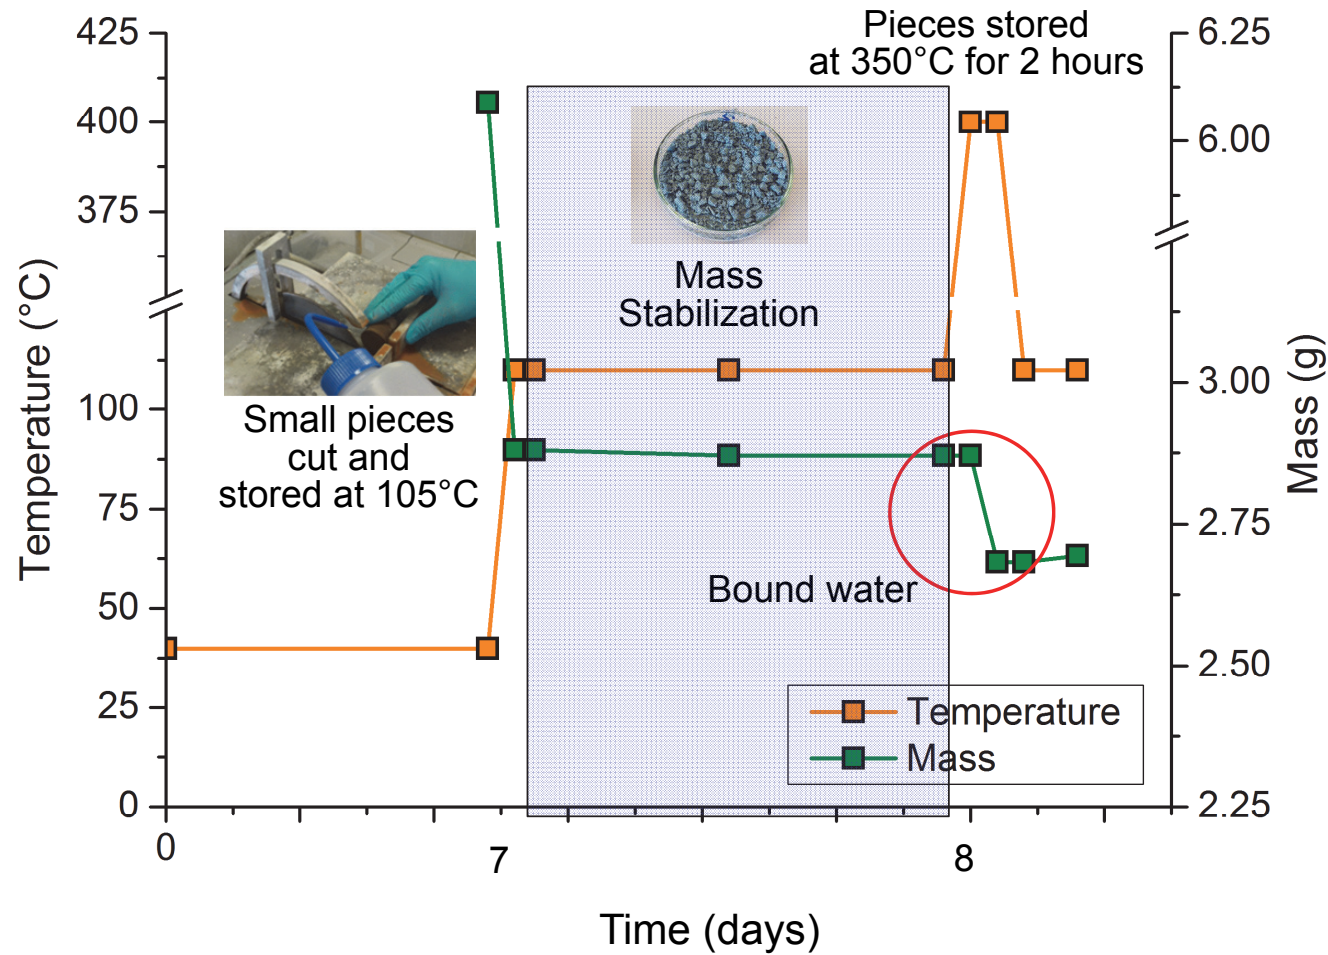 Pieces stored
at 350°C for 2 hours
425
400
375
100
75
50
25
0
Temperature (°C)
6.25
6.00
3.00
2.75
2.50
2.25
Mass (g)
Mass
Stabilization
Small pieces
cut and
stored at 105°C
Bound water
Temperature
Mass
0
7
8
Time (days)